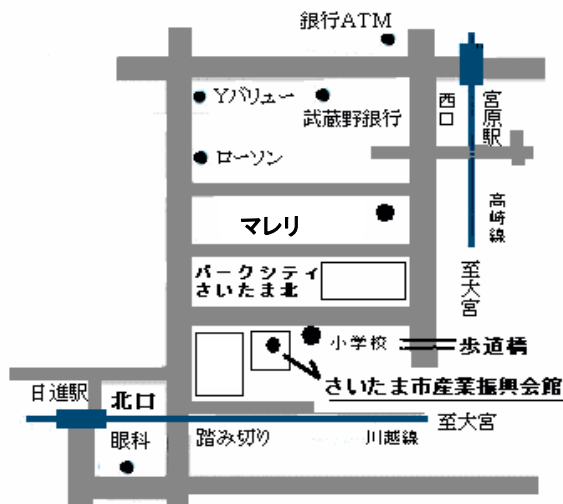 銀行ATM
Yバリュー
武蔵野銀行
西口
宮原駅
ローソン
高崎線
マレリ
至大宮
パークシティ
さいたま北
小学校
歩道橋
さいたま市産業振興会館
日進駅
北口
至大宮
眼科
踏み切り
川越線